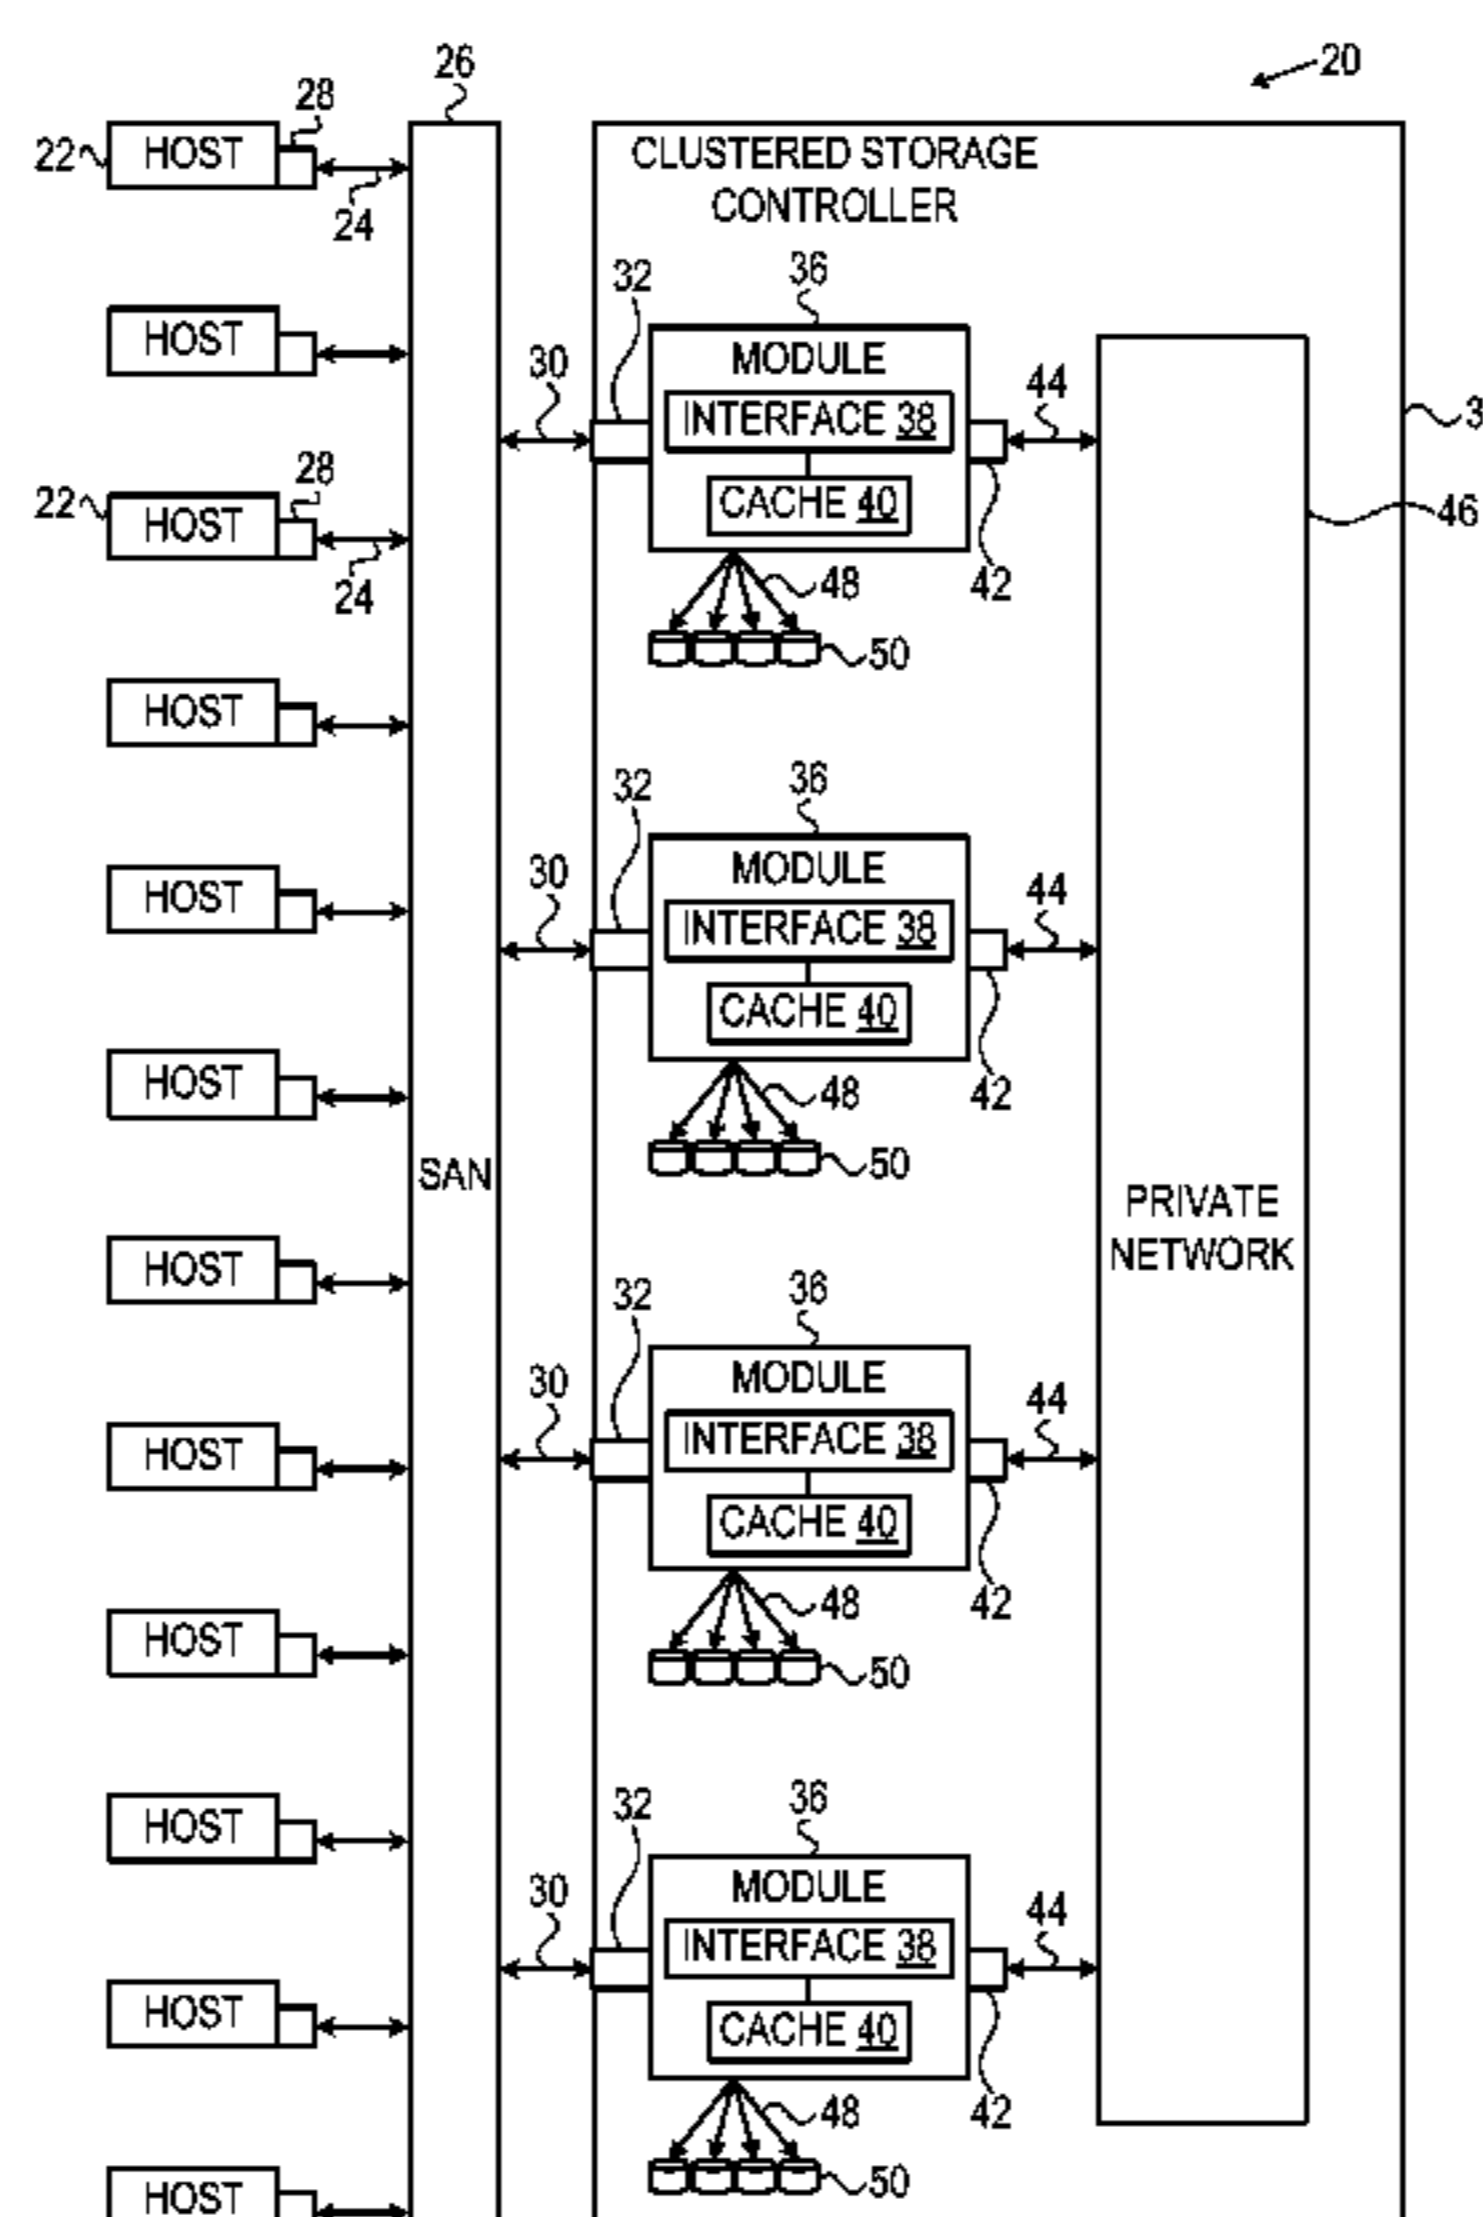 20
26
28
22 HOST
24
CLUSTERED STORAGE
CONTROLLER
HOST
32
36
30
MODULE
INTERFACE 38
CACHE 40
44
3
46
28
22 HOST
24
48
42
50
HOST
32
36
30
MODULE
INTERFACE 38
CACHE 40
44
HOST
HOST
48
42
50
SAN
PRIVATE
NETWORK
HOST
32
36
30
MODULE
INTERFACE 38
CACHE 40
44
HOST
HOST
48
42
50
HOST
32
36
30
MODULE
INTERFACE 38
CACHE 40
44
HOST
48
42
50
HOST